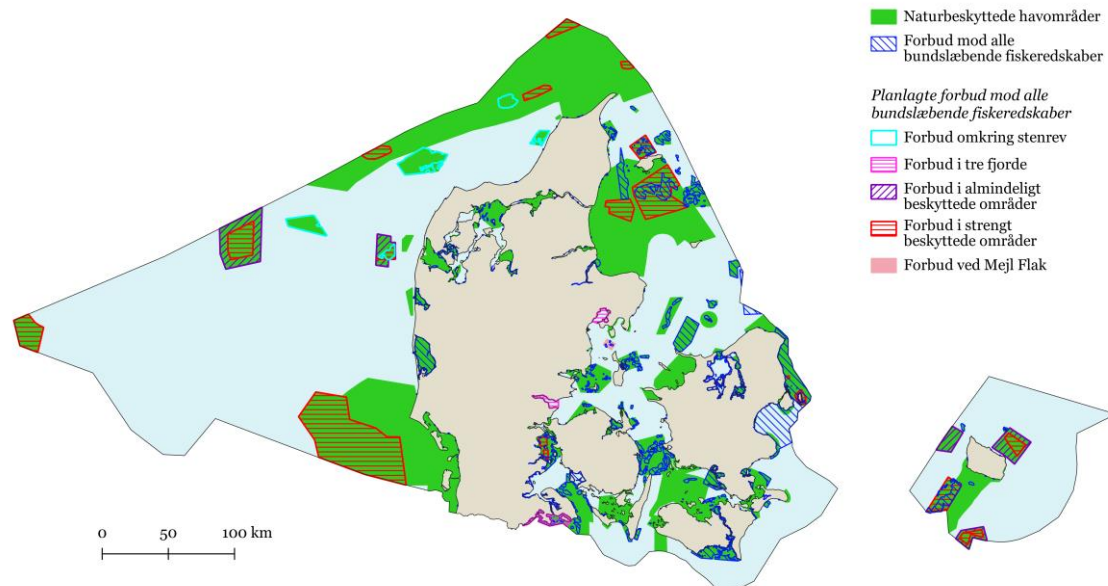 Naturbeskyttede havområder
Forbud mod alle
bundslæbende fiskeredskaber
Planlagte forbud mod alle
bundslæbende fiskeredskaber
Forbud omkring stenrev
Forbud i tre fjorde
Forbud i almindeligt
beskyttede områder
Forbud i strengt
beskyttede områder
Forbud ved Mejl Flak
0 50 100 km